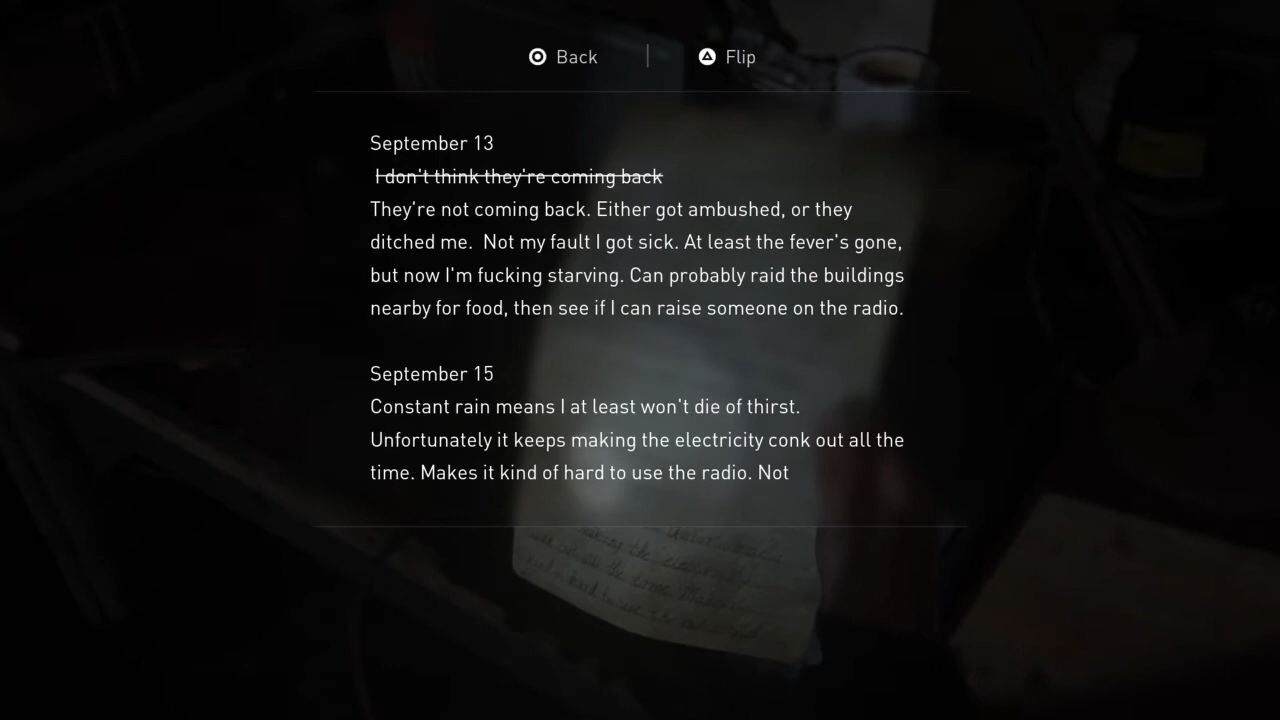 Back | Flip
September 13
I don't think they're coming back
They're not coming back. Either got ambushed, or they
ditched me.  Not my fault I got sick. At least the fever's gone,
but now I'm fucking starving. Can probably raid the buildings
nearby for food, then see if I can raise someone on the radio.
September 15
Constant rain means I at least won't die of thirst.
Unfortunately it keeps making the electricity conk out all the
time. Makes it kind of hard to use the radio. Not